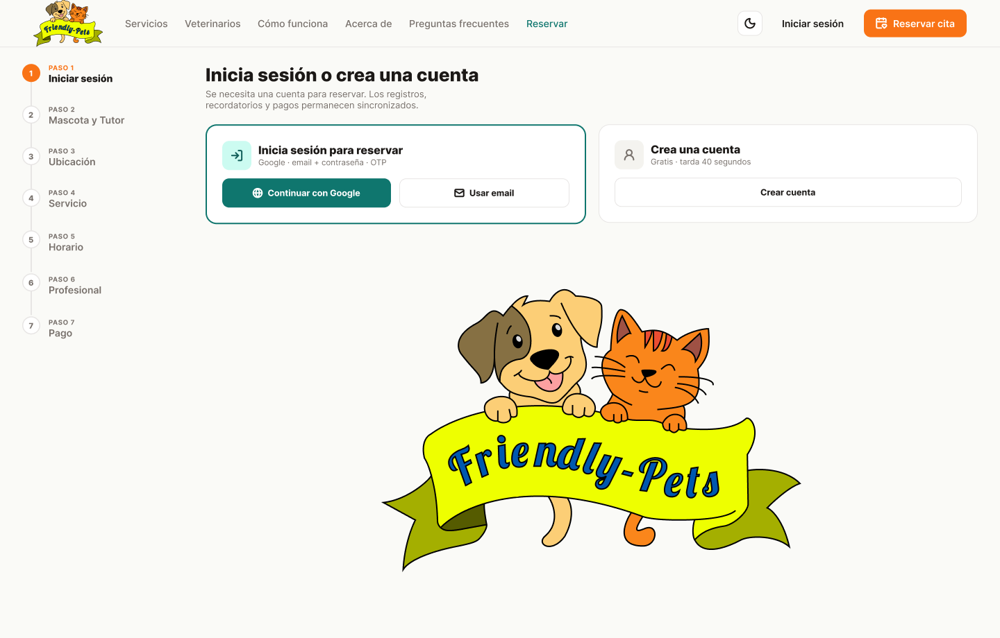 Friendly-Pets
Servicios
Veterinarios
Cómo funciona
Acerca de
Preguntas frecuentes
Reservar
Iniciar sesión
Reservar cita
1
PASO 1
Iniciar sesión
2
PASO 2
Mascota y Tutor
3
PASO 3
Ubicación
4
PASO 4
Servicio
5
PASO 5
Horario
6
PASO 6
Profesional
7
PASO 7
Pago
Inicia sesión o crea una cuenta
Se necesita una cuenta para reservar. Los registros,
recordatorios y pagos permanecen sincronizados.
Inicia sesión para reservar
Google · email + contraseña · OTP
Continuar con Google
Usar email
Crea una cuenta
Gratis · tarda 40 segundos
Crear cuenta
Friendly-Pets